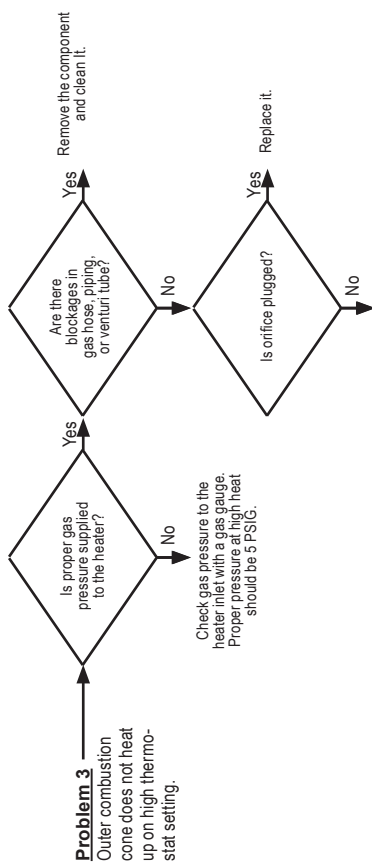 Problem 3
Outer combustion
cone does not heat
up on high thermo-
stat setting.
Is proper gas
pressure supplied
to the heater?
Yes
No
Check gas pressure to the
heater inlet with a gas gauge.
Proper pressure at high heat
should be 5 PSIG.
Are there
blockages in
gas hose, piping,
or venturi tube?
Yes
Remove the component
and clean It.
No
Is orifice plugged?
Yes
Replace it.
No